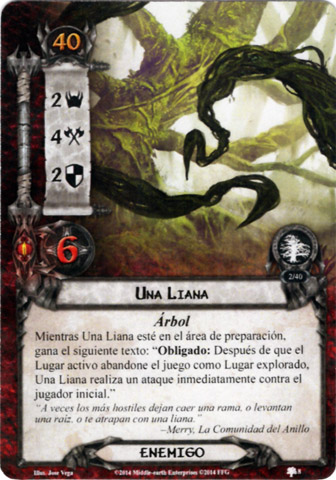 40
2
4
2
6
2/40
Una Liana
Árbol
Mientras Una Liana esté en el área de preparación,
gana el siguiente texto: “Obligado: Después de que el
Lugar activo abandone el juego como Lugar explorado,
Una Liana realiza un ataque inmediatamente contra el
jugador inicial.”
“A veces los más hostiles dejan caer una rama, o levantan
una raíz, o te atrapan con una liana.”
–Merry, La Comunidad del Anillo
ENEMIGO
Illus. Jose Vega ©2014 Middle-earth Enterprises ©2014 FFG 8